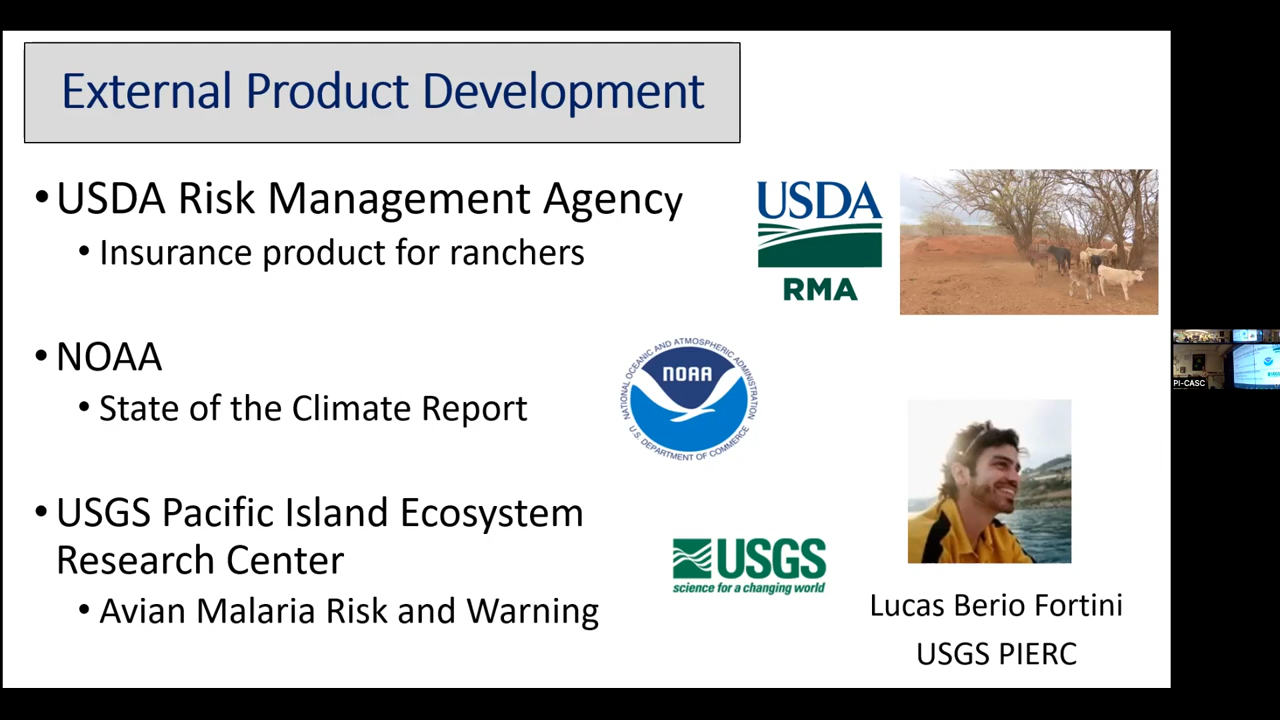 External Product Development
•USDA Risk Management Agency
• Insurance product for ranchers
USDA
RMA
•NOAA
• State of the Climate Report
NATIONAL OCEANIC AND ATMOSPHERIC ADMINISTRATION
NOAA
U.S. DEPARTMENT OF COMMERCE
PI-CASC
•USGS Pacific Island Ecosystem
Research Center
• Avian Malaria Risk and Warning
USGS
science for a changing world
Lucas Berio Fortini
USGS PIERC